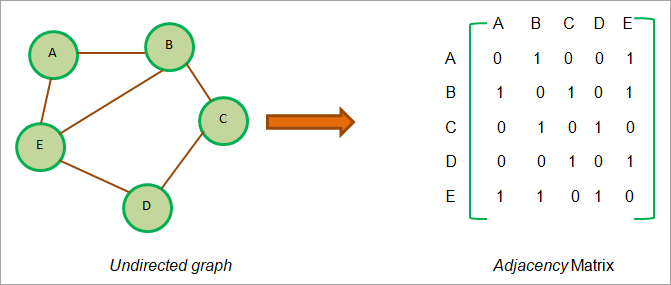 A
B
C
D
E
A B C D E
A 0 1 0 0 1
B 1 0 1 0 1
C 0 1 0 1 0
D 0 0 1 0 1
E 1 1 0 1 0
Undirected graph
Adjacency Matrix